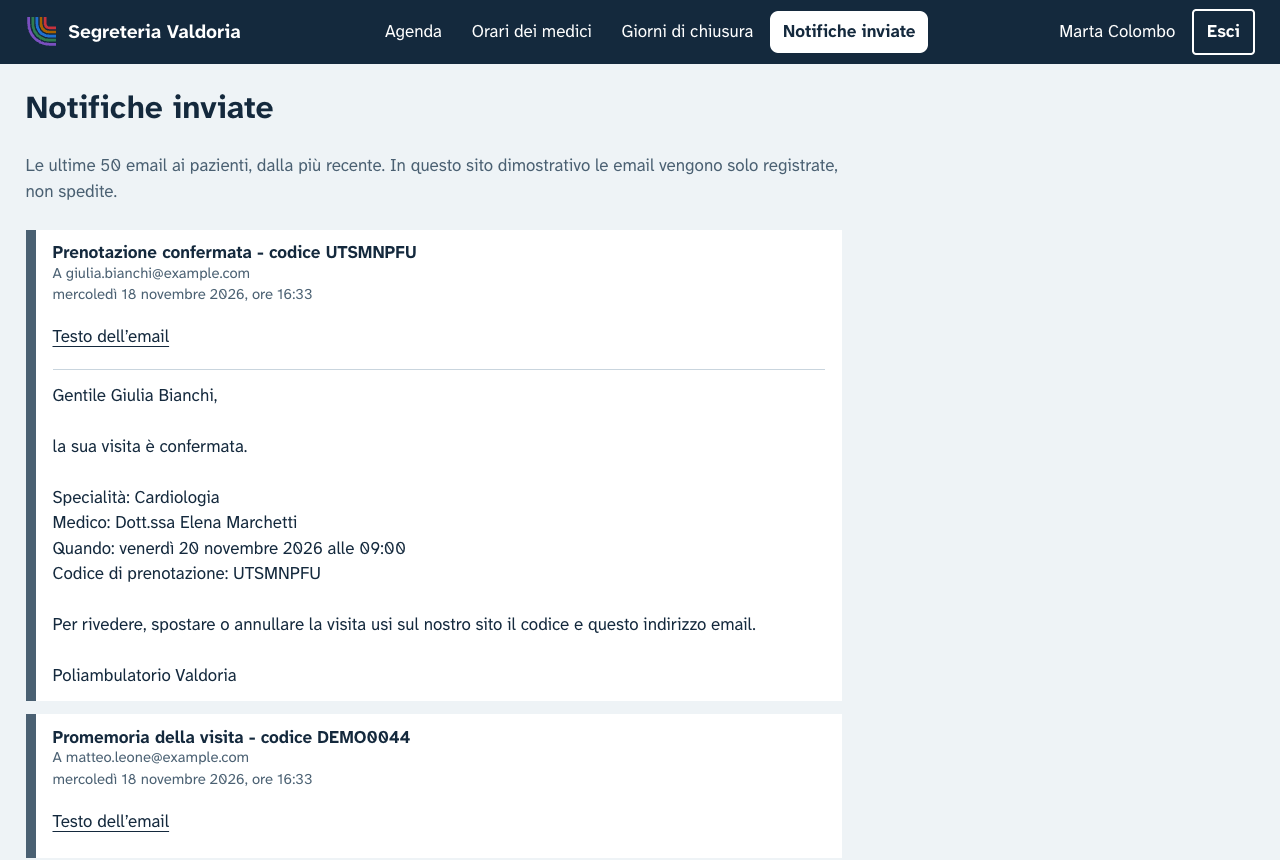 Segreteria Valdoria
Agenda
Orari dei medici
Giorni di chiusura
Notifiche inviate
Marta Colombo
Esci
Notifiche inviate
Le ultime 50 email ai pazienti, dalla più recente. In questo sito dimostrativo le email vengono solo registrate,
non spedite.
Prenotazione confermata - codice UTSMNPFU
A giulia.bianchi@example.com
mercoledì 18 novembre 2026, ore 16:33
Testo dell’email
Gentile Giulia Bianchi,
la sua visita è confermata.
Specialità: Cardiologia
Medico: Dott.ssa Elena Marchetti
Quando: venerdì 20 novembre 2026 alle 09:00
Codice di prenotazione: UTSMNPFU
Per rivedere, spostare o annullare la visita usi sul nostro sito il codice e questo indirizzo email.
Poliambulatorio Valdoria
Promemoria della visita - codice DEMO0044
A matteo.leone@example.com
mercoledì 18 novembre 2026, ore 16:33
Testo dell’email